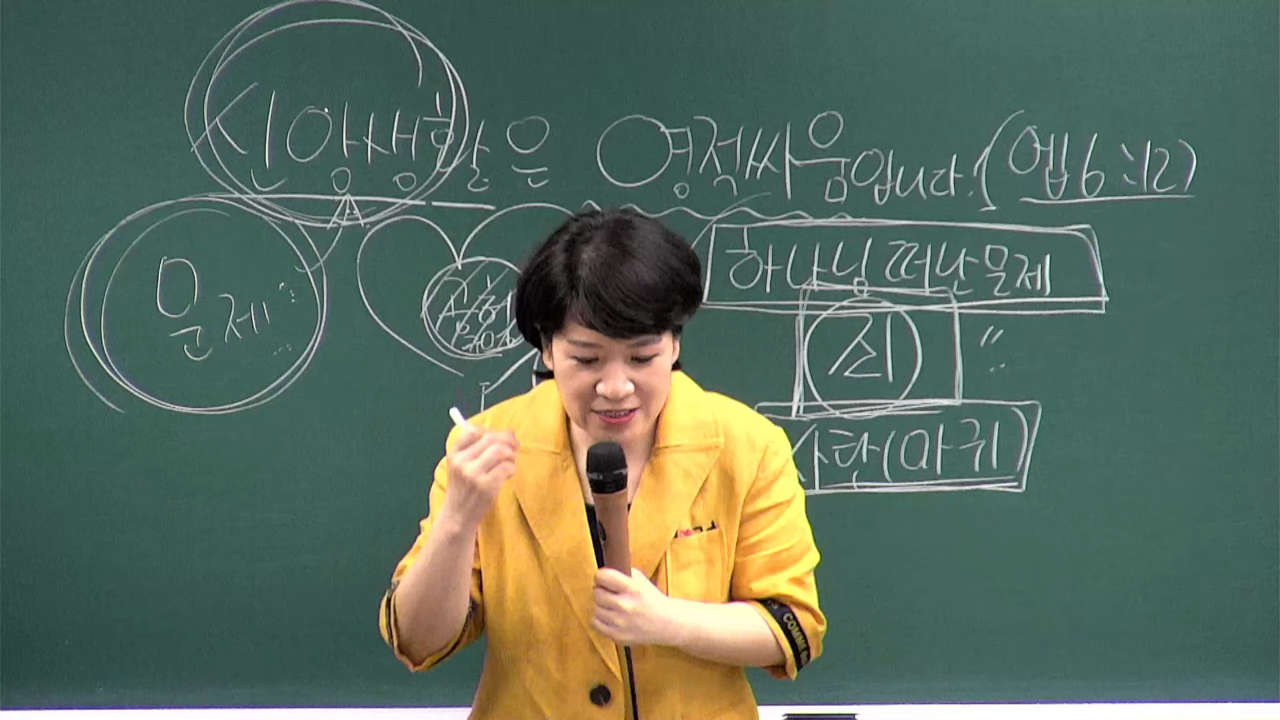 신앙생활은 영적싸움입니다. (엡 6:12)
문제
하나님 떠난 문제
죄
사탄(마귀)